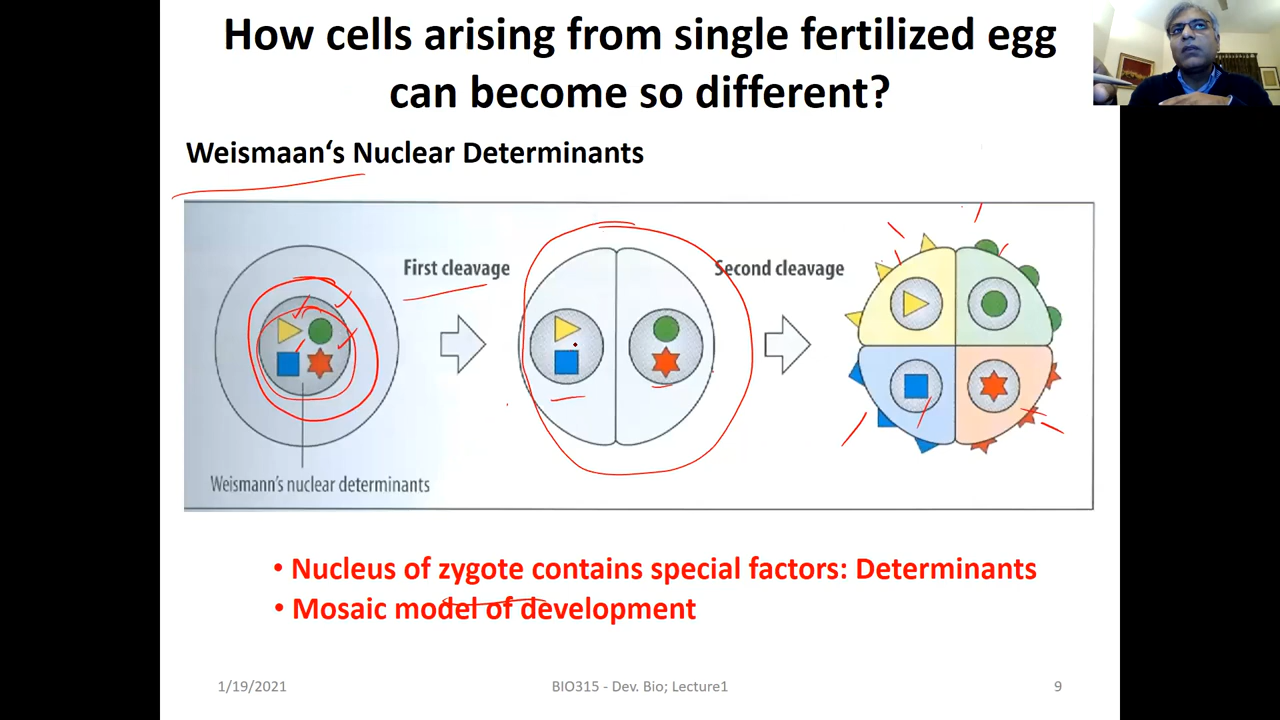 How cells arising from single fertilized egg
can become so different?
Weismaan‘s Nuclear Determinants
First cleavage
Second cleavage
Weismann's nuclear determinants
• Nucleus of zygote contains special factors: Determinants
• Mosaic model of development
1/19/2021
BIO315 - Dev. Bio; Lecture1
9